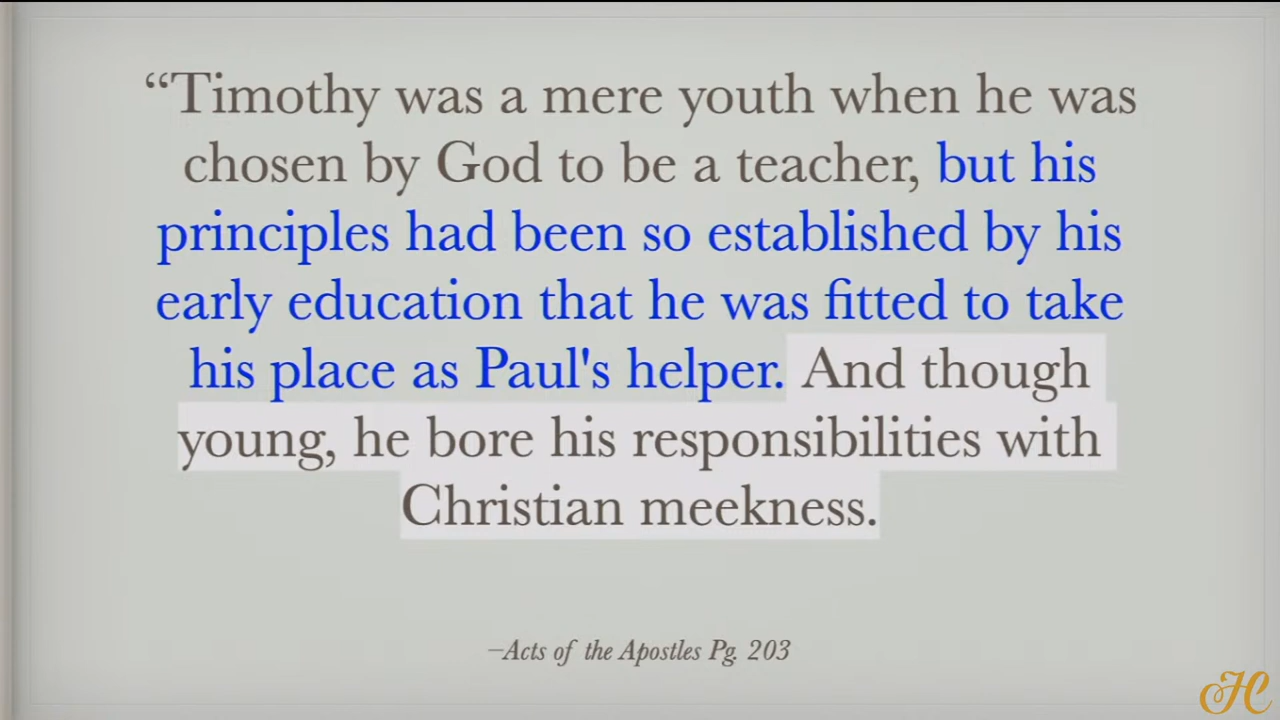 “Timothy was a mere youth when he was
chosen by God to be a teacher, but his
principles had been so established by his
early education that he was fitted to take
his place as Paul's helper. And though
young, he bore his responsibilities with
Christian meekness.
–Acts of the Apostles Pg. 203
HC